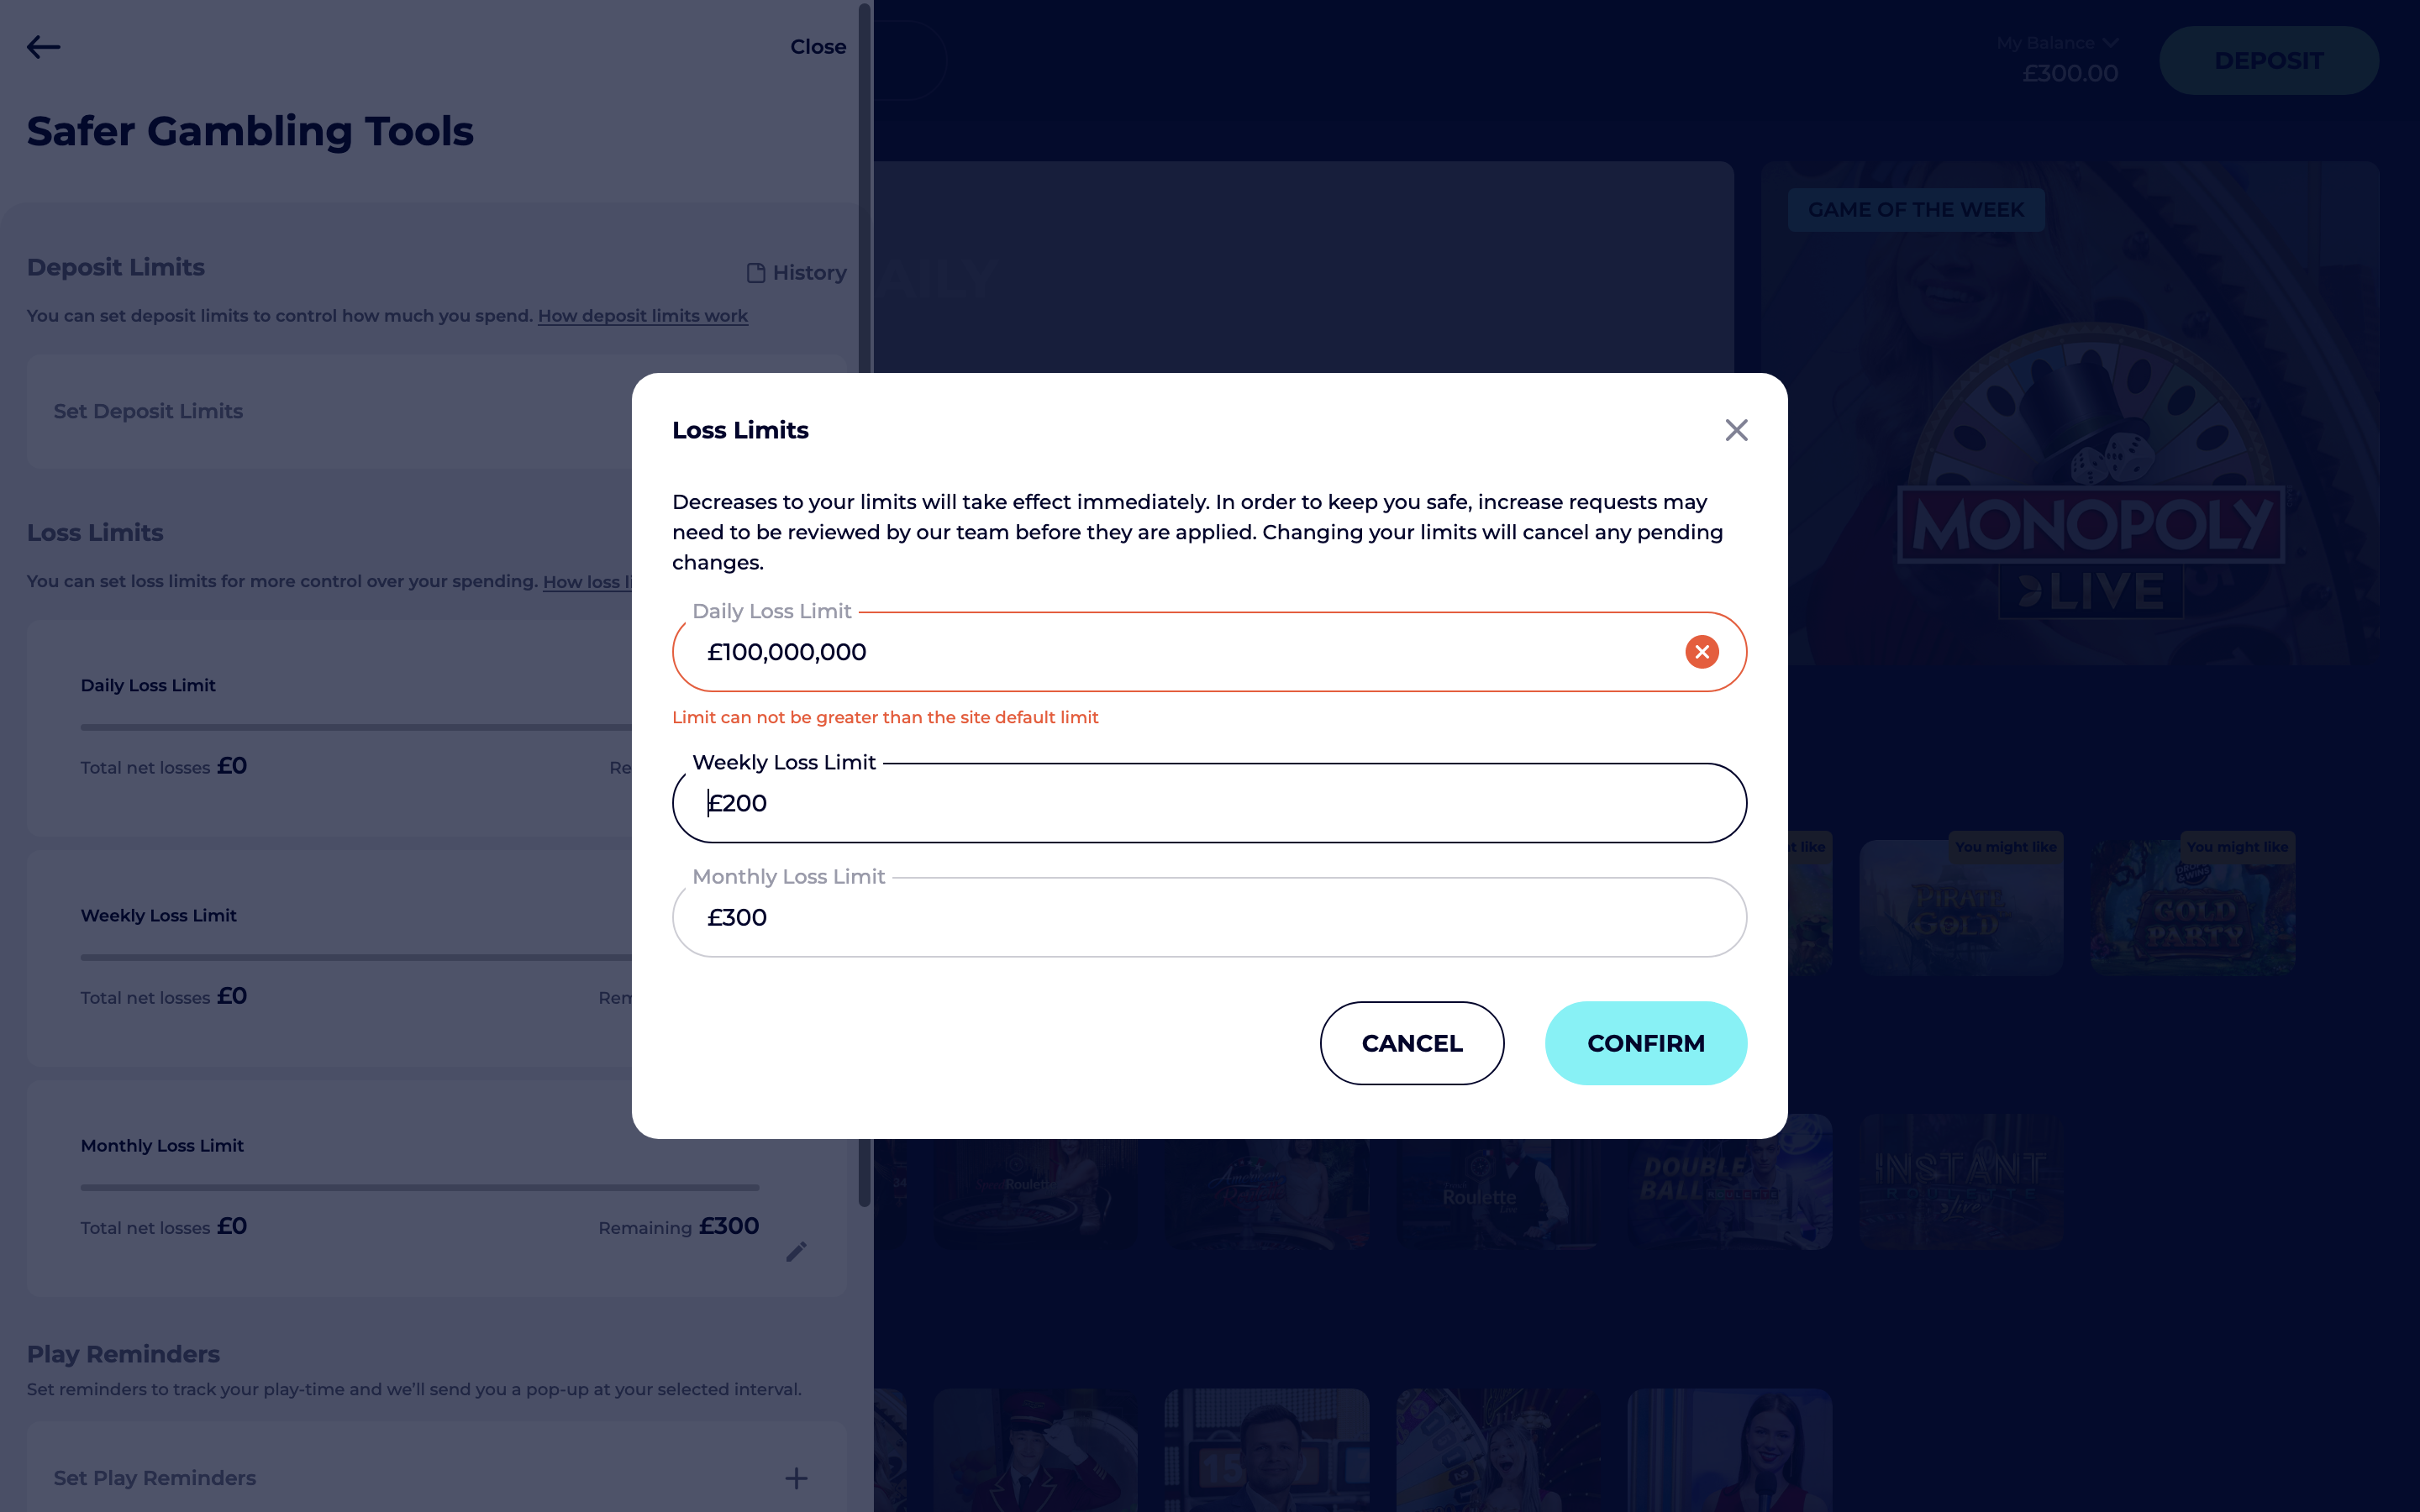 Close
Safer Gambling Tools
Deposit Limits
History
You can set deposit limits to control how much you spend. How deposit limits work
Set Deposit Limits
Loss Limits
You can set loss limits for more control over your spending. How loss
Daily Loss Limit
Total net losses £0
Weekly Loss Limit
Total net losses £0
Monthly Loss Limit
Total net losses £0
Remaining £300
Play Reminders
Set reminders to track your play-time and we'll send you a pop-up at your selected interval.
Set Play Reminders
My Balance
£300.00
DEPOSIT
GAME OF THE WEEK
MONOPOLY
LIVE
Loss Limits
Decreases to your limits will take effect immediately. In order to keep you safe, increase requests may
need to be reviewed by our team before they are applied. Changing your limits will cancel any pending
changes.
Daily Loss Limit
£100,000,000
Limit can not be greater than the site default limit
Weekly Loss Limit
£200
Monthly Loss Limit
£300
CANCEL
CONFIRM
like
You might like
You might like
PIRATE
GOLD
GOLD
PARTY
24
Roulette
Roulette
Live
DOUBLE
BALL
INSTANT